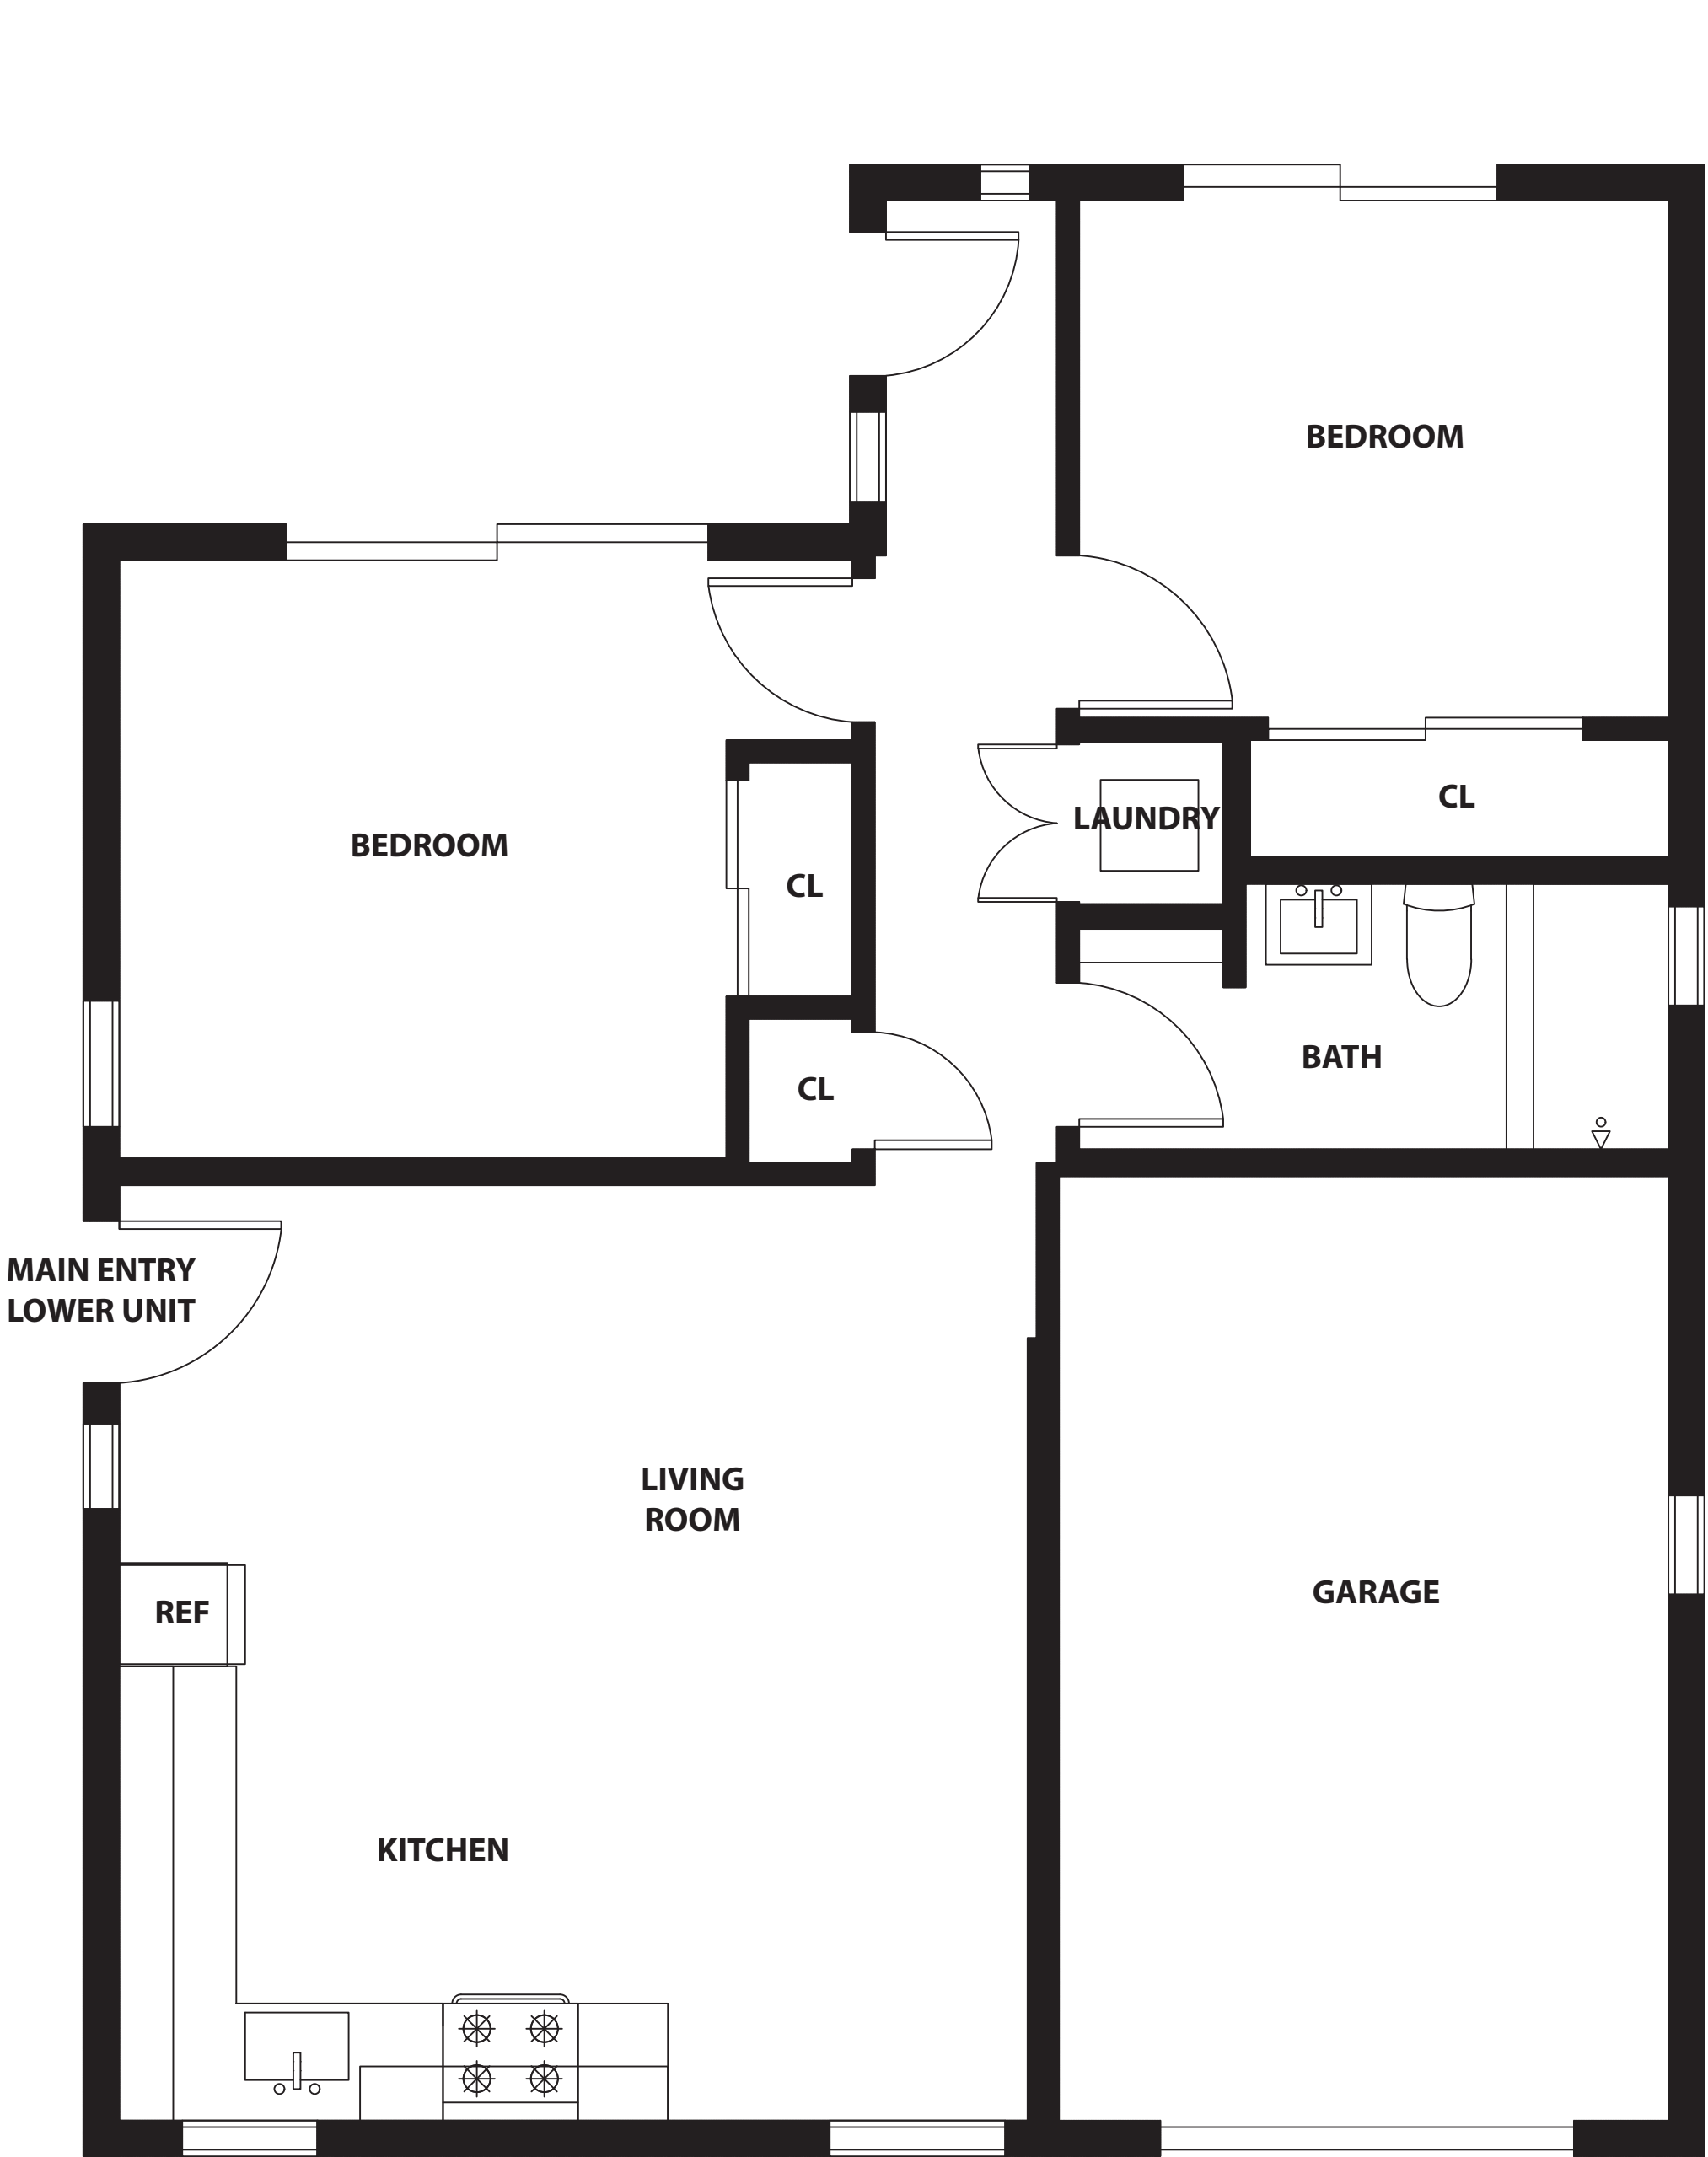 BEDROOM
CL
LAUNDRY
BEDROOM
CL
BATH
CL
MAIN ENTRY
LOWER UNIT
LIVING
ROOM
GARAGE
REF
KITCHEN